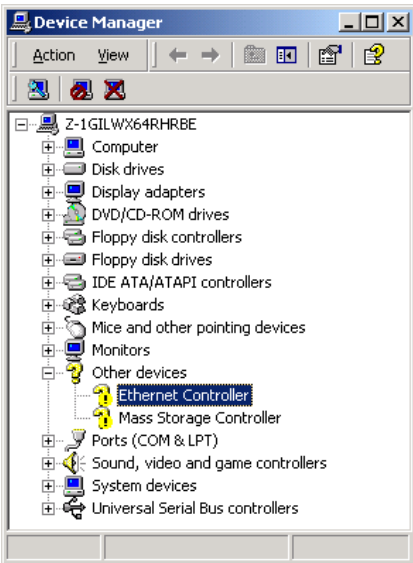 Device Manager
Action View
Z-1GILWX64RHRBE
Computer
Disk drives
Display adapters
DVD/CD-ROM drives
Floppy disk controllers
Floppy disk drives
IDE ATA/ATAPI controllers
Keyboards
Mice and other pointing devices
Monitors
Other devices
Ethernet Controller
Mass Storage Controller
Ports (COM & LPT)
Sound, video and game controllers
System devices
Universal Serial Bus controllers